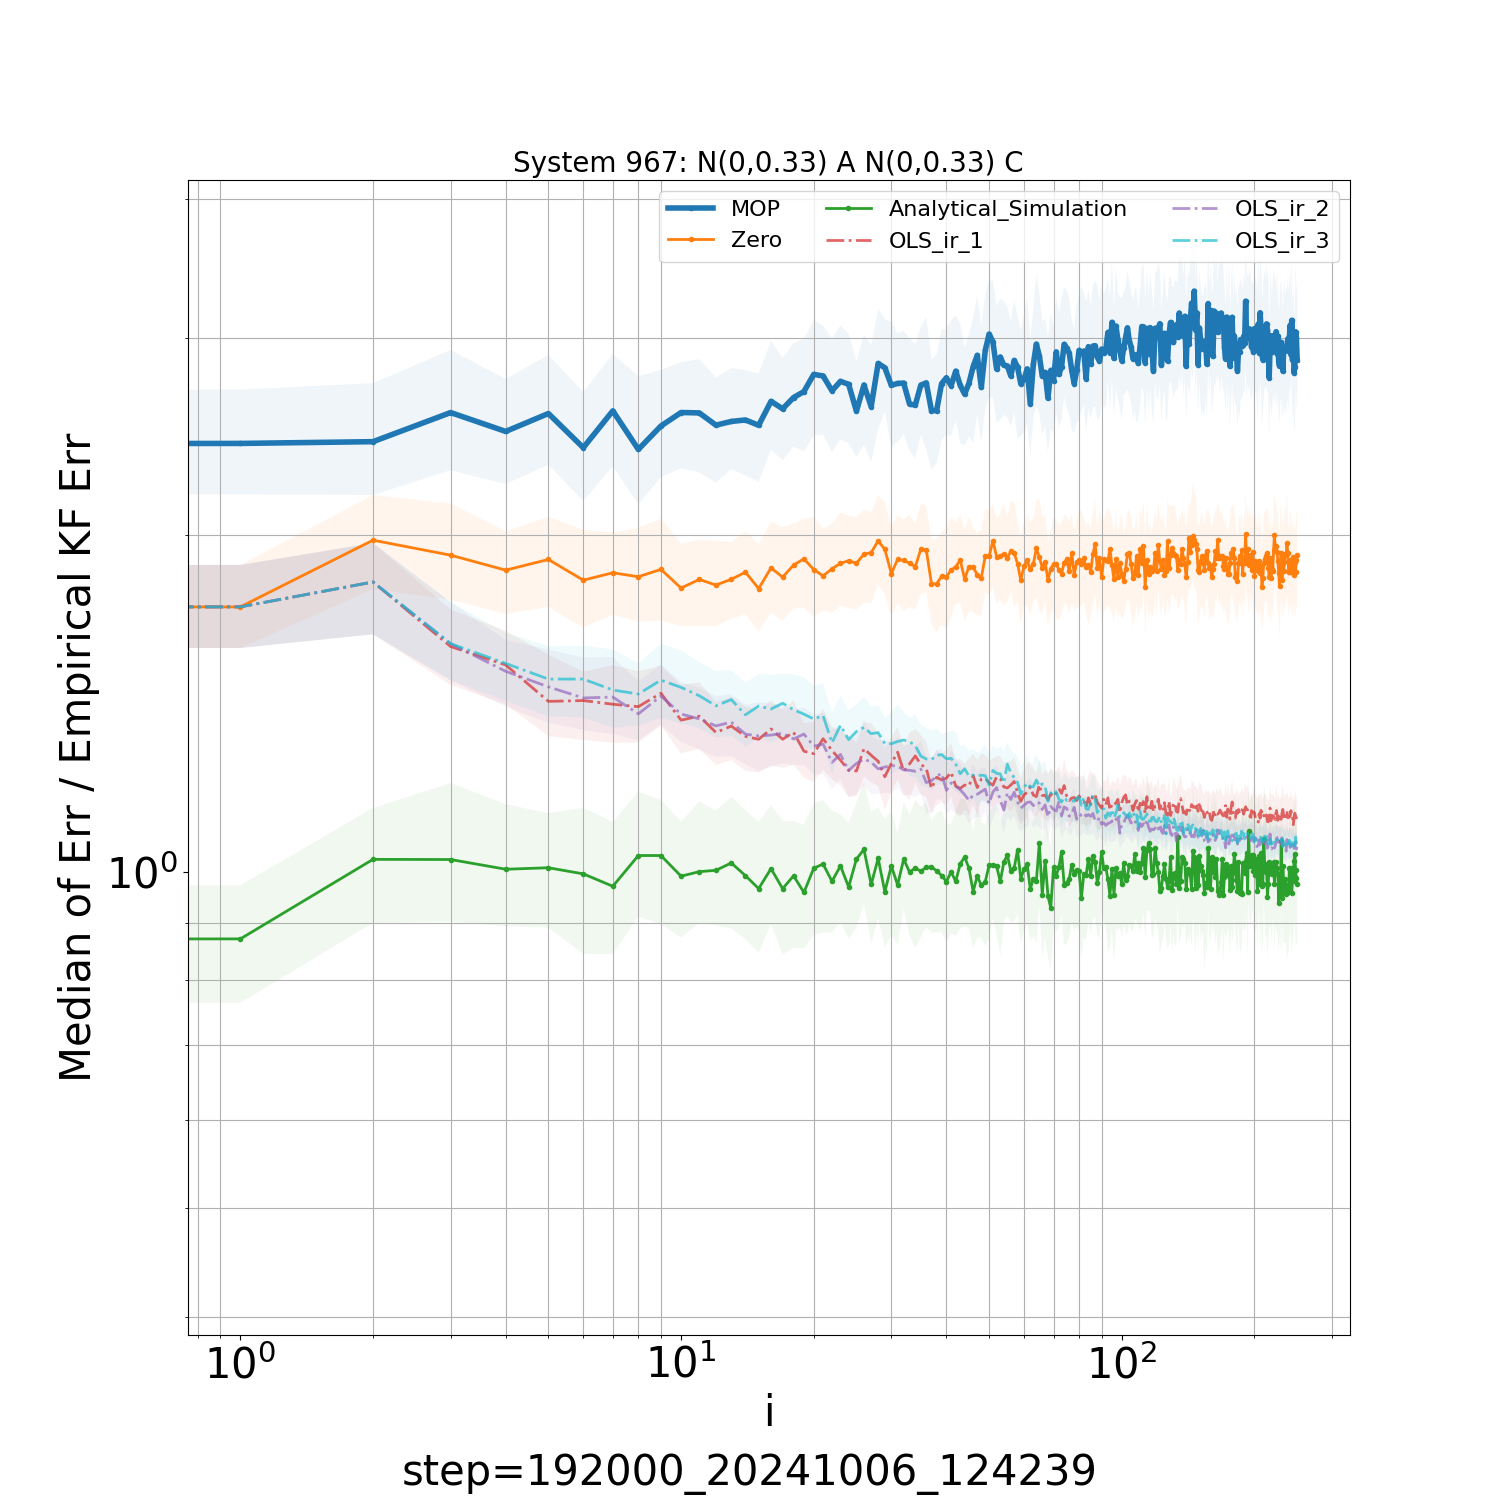 System 967: N(0,0.33) A N(0,0.33) C
MOP
Zero
Analytical_Simulation
OLS_ir_1
OLS_ir_2
OLS_ir_3
Median of Err / Empirical KF Err
10⁰
10⁰
10¹
10²
i
step=192000_20241006_124239